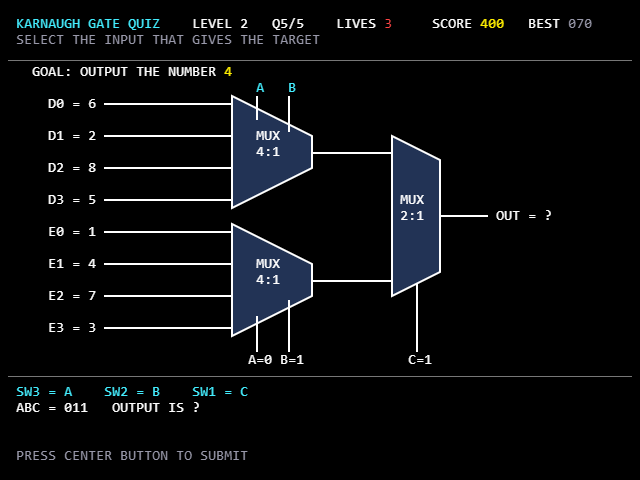 KARNAUGH GATE QUIZ LEVEL 2 Q5/5 LIVES 3 SCORE 400 BEST 070
SELECT THE INPUT THAT GIVES THE TARGET
GOAL: OUTPUT THE NUMBER 4
A B
D0 = 6
D1 = 2
D2 = 8
D3 = 5
MUX
4:1
E0 = 1
E1 = 4
E2 = 7
E3 = 3
MUX
4:1
A=0 B=1
MUX
2:1
C=1
OUT = ?
SW3 = A SW2 = B SW1 = C
ABC = 011 OUTPUT IS ?
PRESS CENTER BUTTON TO SUBMIT